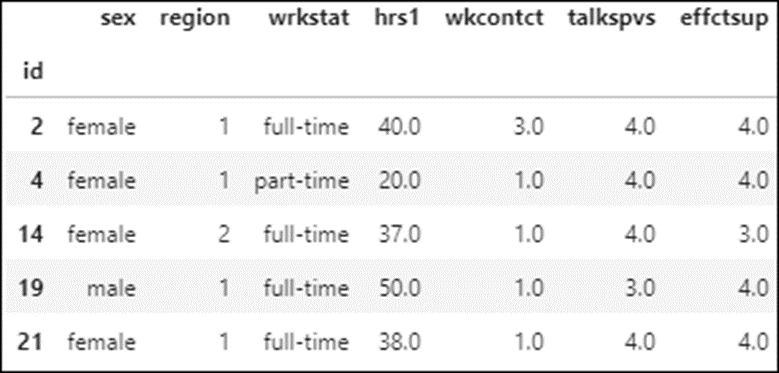 sex region wrkstat hrs1 wkcontct talkspvs effctsup
id
2 female 1 full-time 40.0 3.0 4.0 4.0
4 female 1 part-time 20.0 1.0 4.0 4.0
14 female 2 full-time 37.0 1.0 4.0 3.0
19 male 1 full-time 50.0 1.0 3.0 4.0
21 female 1 full-time 38.0 1.0 4.0 4.0